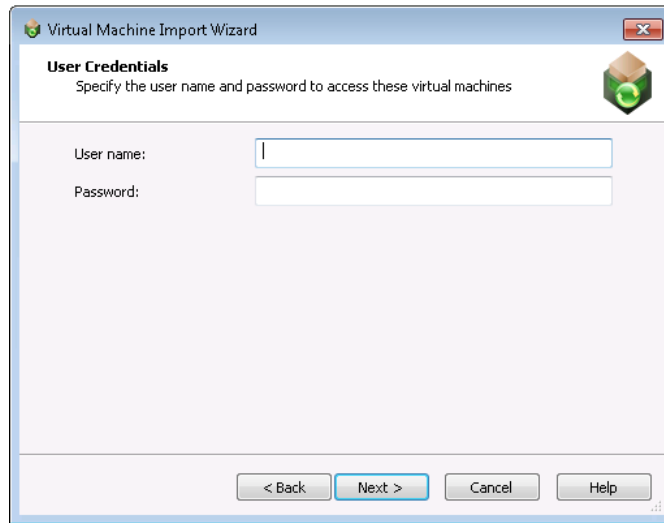 Virtual Machine Import Wizard
User Credentials
Specify the user name and password to access these virtual machines
User name:
Password:
< Back Next > Cancel Help